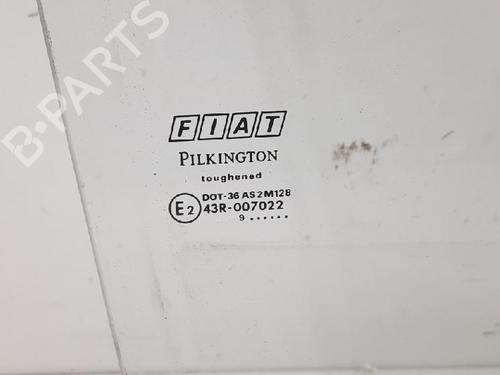 B-PARTS
FIAT
PILKINGTON
toughened
DOT-36 AS2M128
E2 43R-007022
9 ......